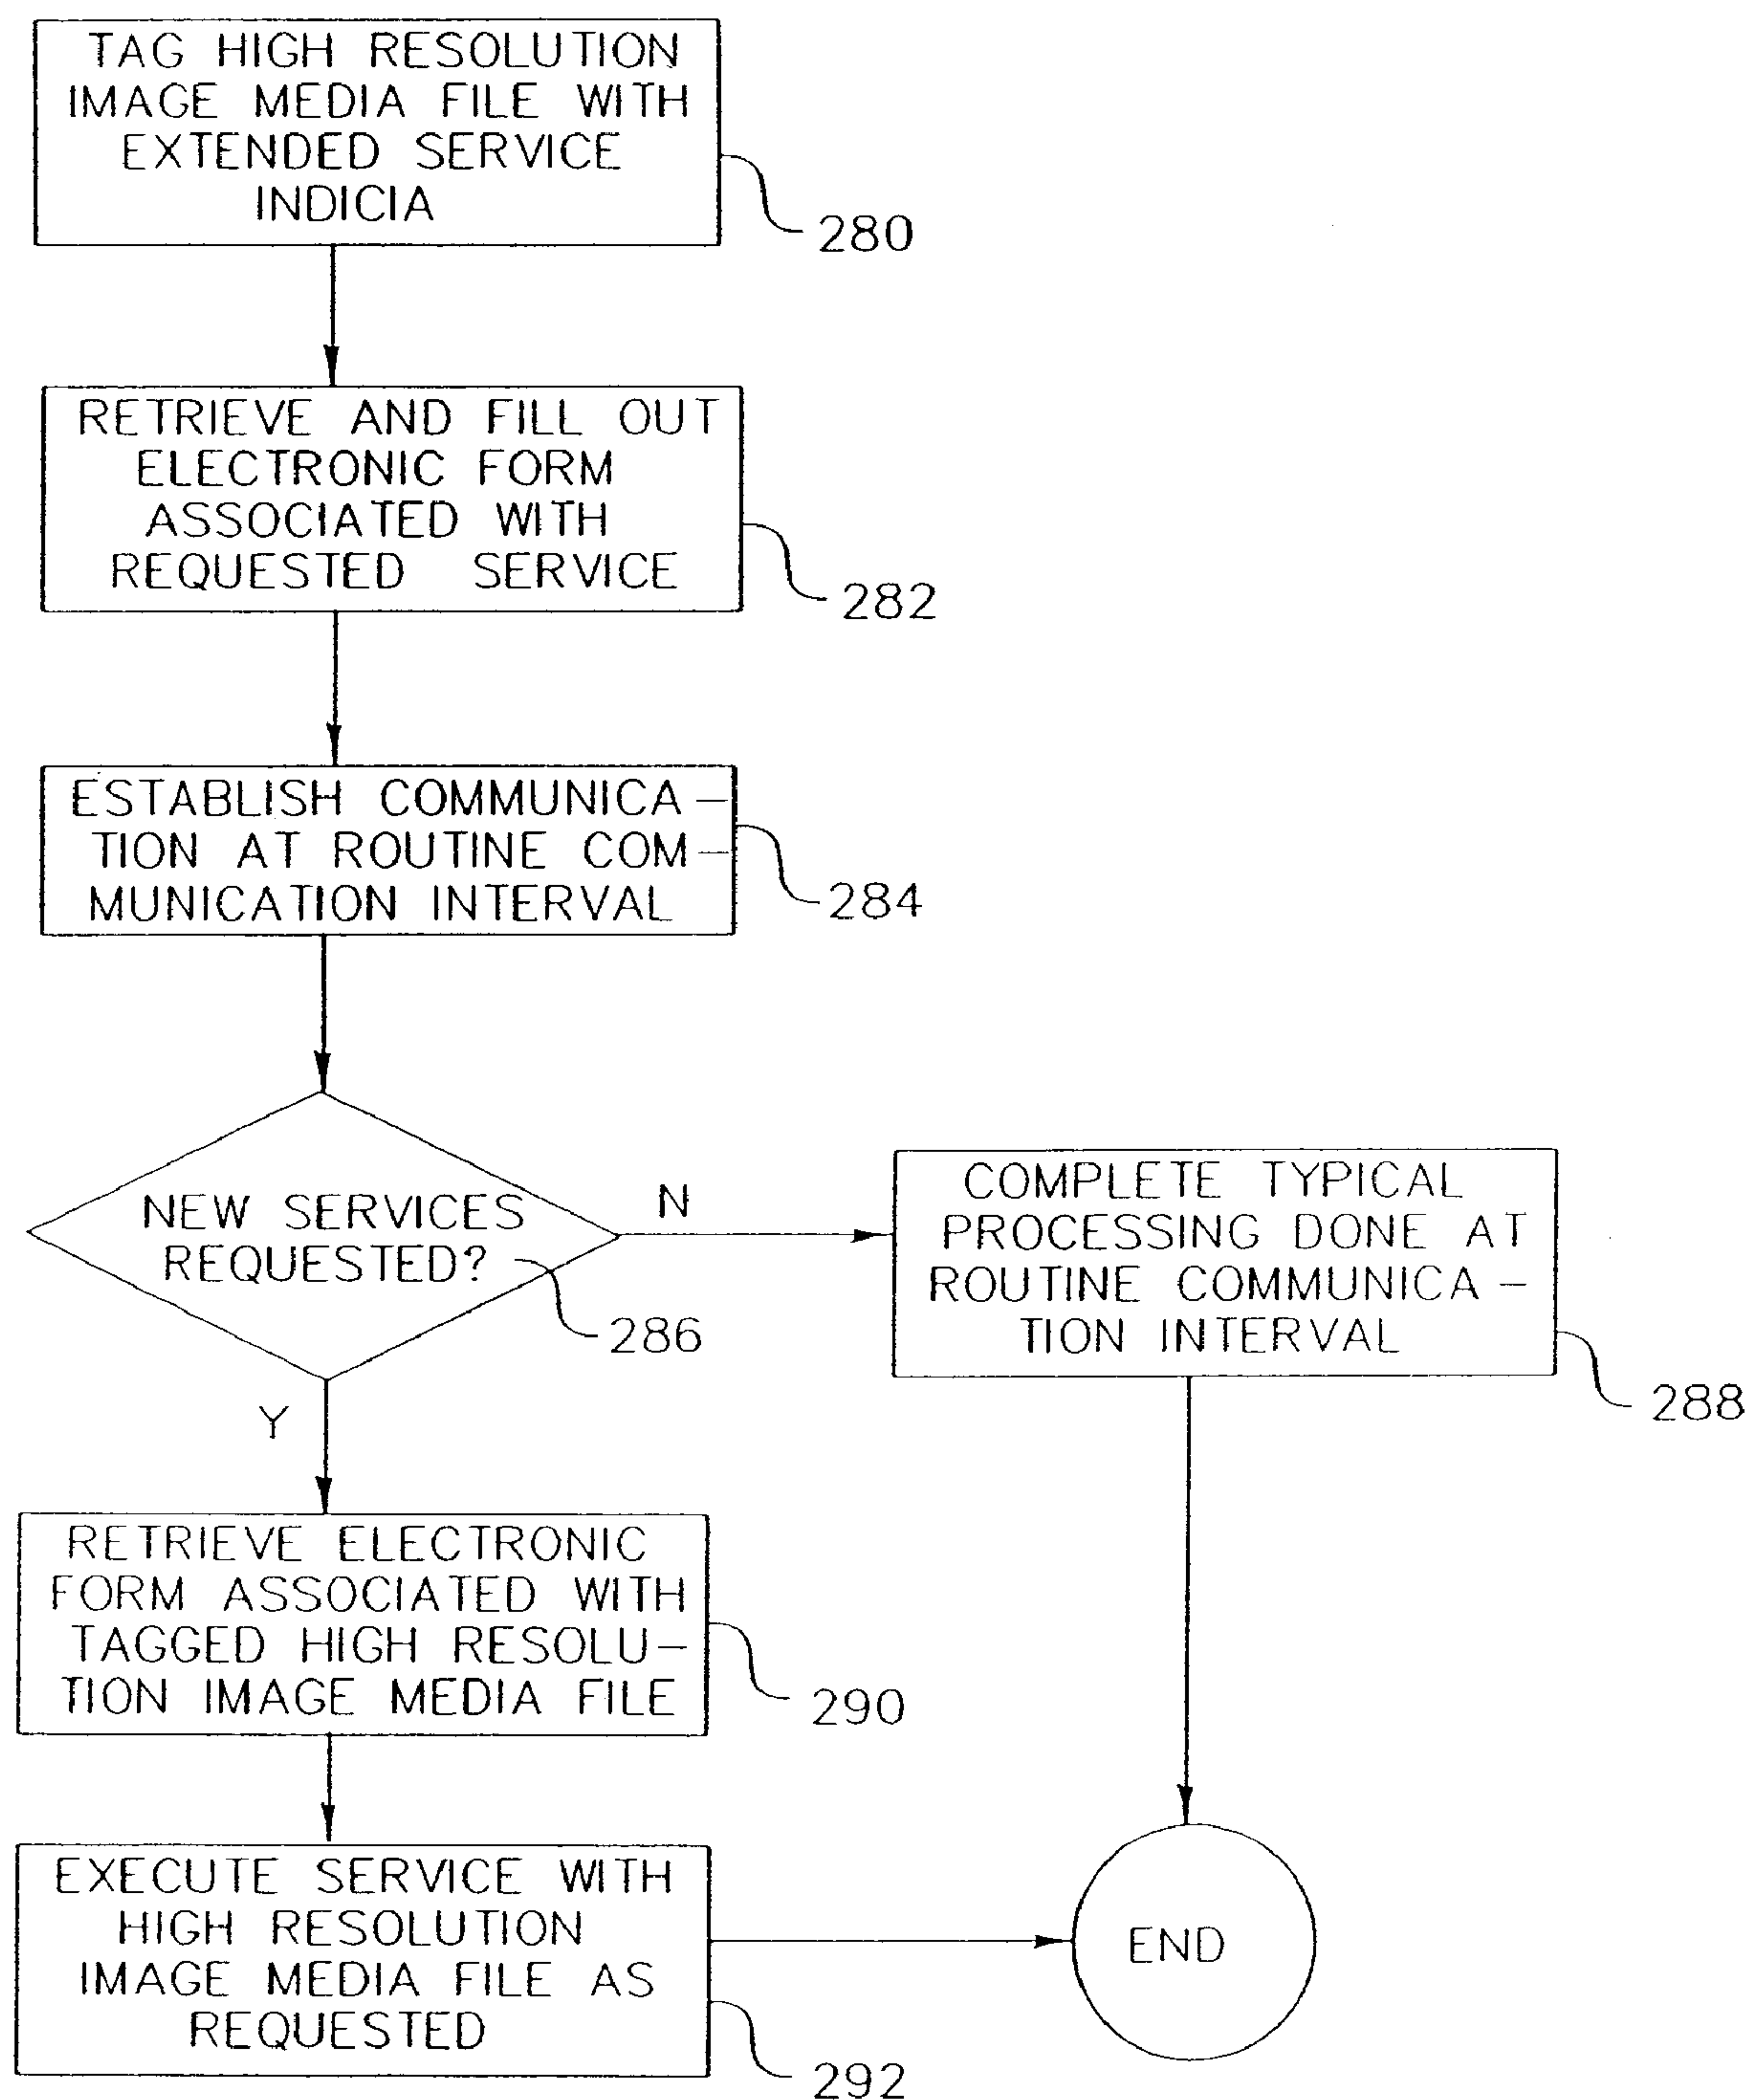 TAG HIGH RESOLUTION
IMAGE MEDIA FILE WITH
EXTENDED SERVICE
INDICIA
280
RETRIEVE AND FILL OUT
ELECTRONIC FORM
ASSOCIATED WITH
REQUESTED SERVICE
282
ESTABLISH COMMUNICA-
TION AT ROUTINE COM-
MUNICATION INTERVAL
284
NEW SERVICES
REQUESTED?
286
N
COMPLETE TYPICAL
PROCESSING DONE AT
ROUTINE COMMUNICA-
TION INTERVAL
288
Y
RETRIEVE ELECTRONIC
FORM ASSOCIATED WITH
TAGGED HIGH RESOLU-
TION IMAGE MEDIA FILE
290
EXECUTE SERVICE WITH
HIGH RESOLUTION
IMAGE MEDIA FILE AS
REQUESTED
292
END